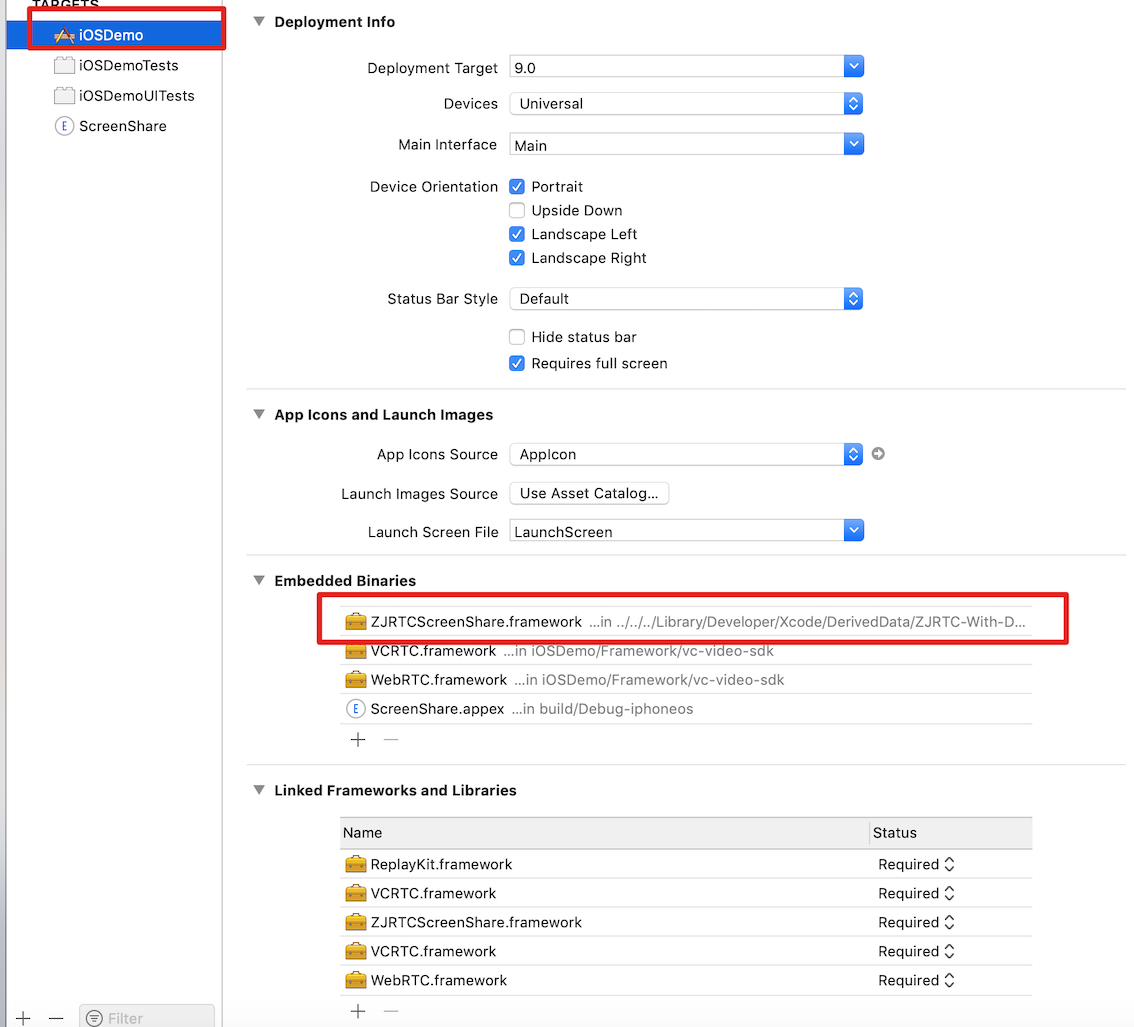 TARGETS
iOSDemo
iOSDemoTests
iOSDemoUITests
E ScreenShare
Filter
Deployment Info
Deployment Target 9.0
Devices Universal
Main Interface Main
Device Orientation Portrait
Upside Down
Landscape Left
Landscape Right
Status Bar Style Default
Hide status bar
Requires full screen
App Icons and Launch Images
App Icons Source AppIcon
Launch Images Source Use Asset Catalog...
Launch Screen File LaunchScreen
Embedded Binaries
ZJRTCScreenShare.framework ...in ../../../Library/Developer/Xcode/DerivedData/ZJRTC-With-D...
VCRTC.framework ...in iOSDemo/Framework/vc-video-sdk
WebRTC.framework ...in iOSDemo/Framework/vc-video-sdk
E ScreenShare.appex ...in build/Debug-iphoneos
Linked Frameworks and Libraries
Name Status
ReplayKit.framework Required
VCRTC.framework Required
ZJRTCScreenShare.framework Required
VCRTC.framework Required
WebRTC.framework Required